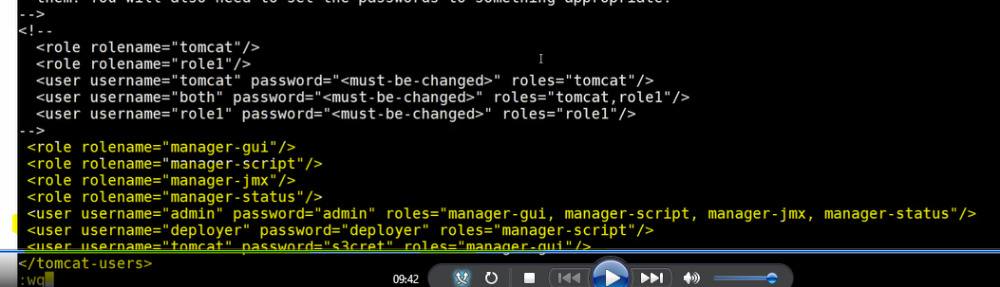 them. You will also need to set the passwords to something appropriate.
-->
<!--
  <role rolename="tomcat"/>
  <role rolename="role1"/>
  <user username="tomcat" password="<must-be-changed>" roles="tomcat"/>
  <user username="both" password="<must-be-changed>" roles="tomcat,role1"/>
  <user username="role1" password="<must-be-changed>" roles="role1"/>
-->
 <role rolename="manager-gui"/>
 <role rolename="manager-script"/>
 <role rolename="manager-jmx"/>
 <role rolename="manager-status"/>
 <user username="admin" password="admin" roles="manager-gui, manager-script, manager-jmx, manager-status"/>
 <user username="deployer" password="deployer" roles="manager-script"/>
 <user username="tomcat" password="s3cret" roles="manager-gui"/>
</tomcat-users>
:wq
09:42